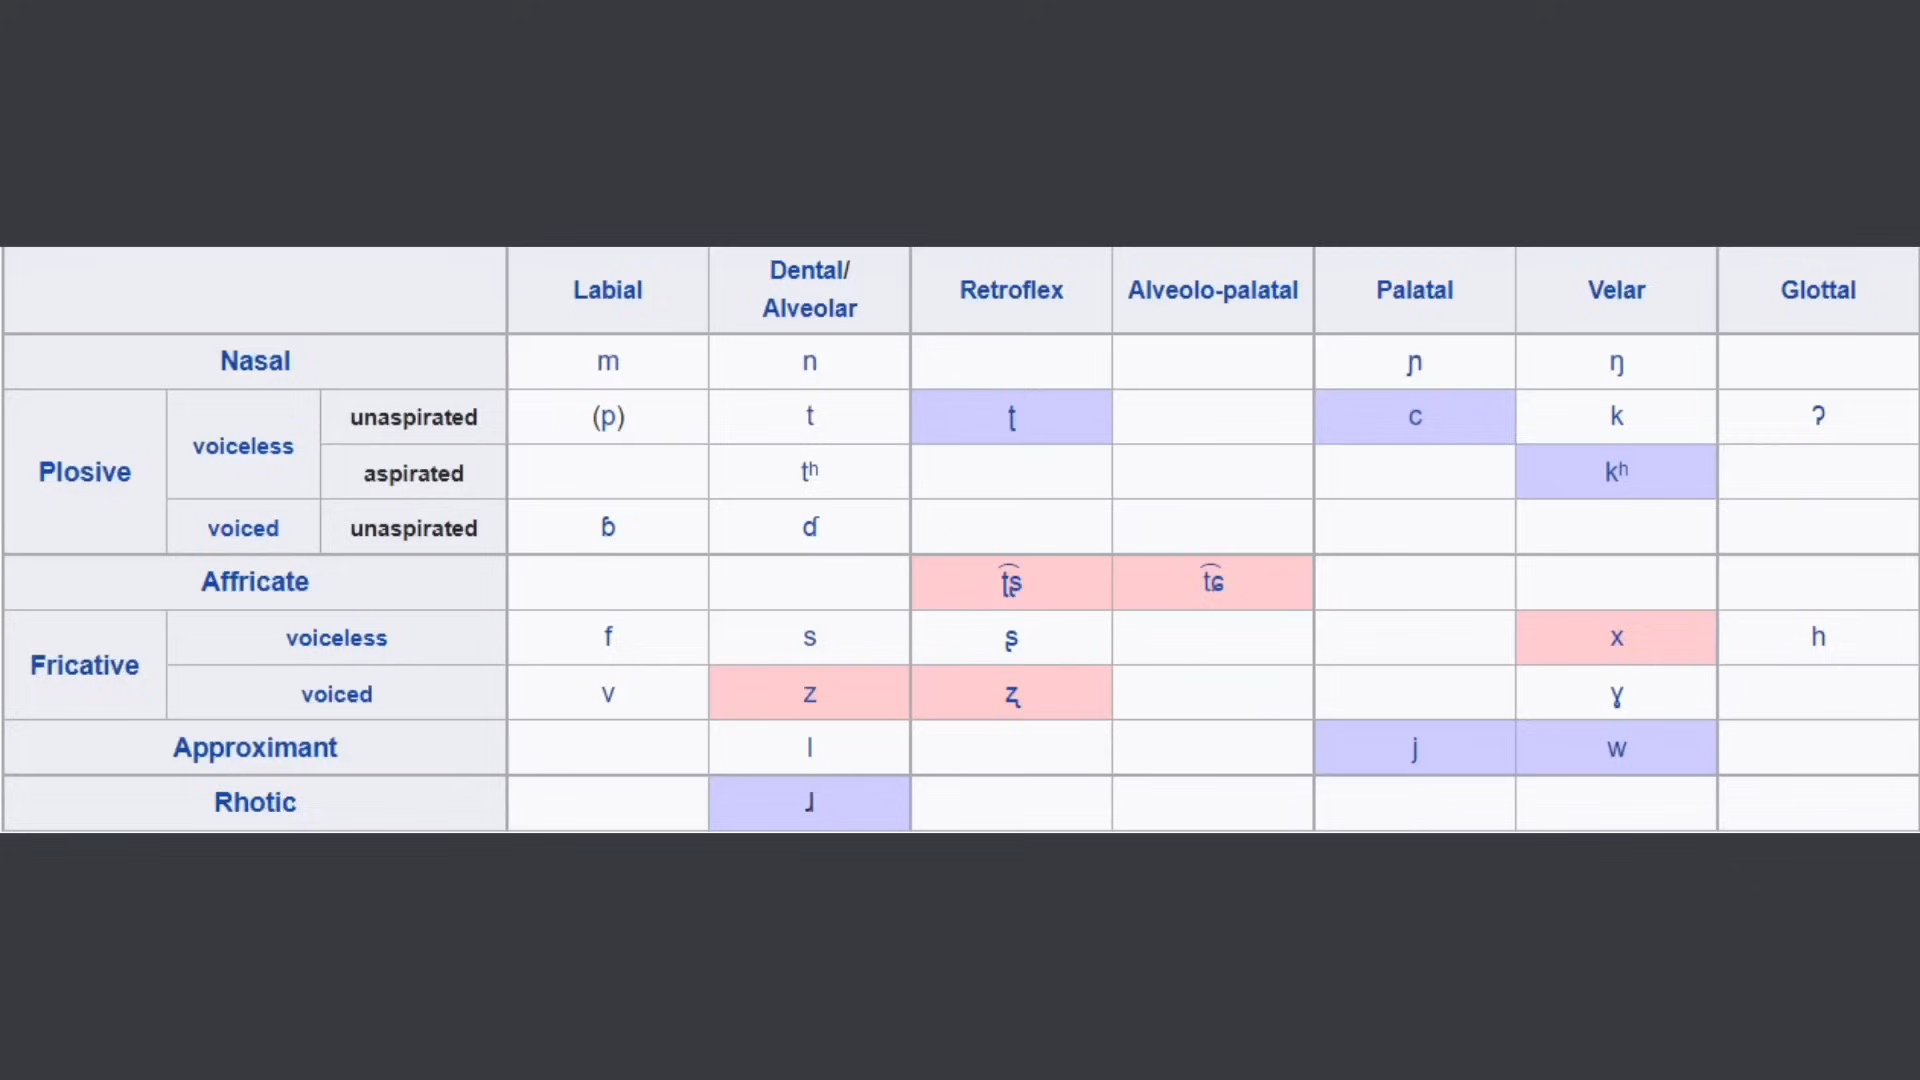 Labial Dental/ Alveolar Retroflex Alveolo-palatal Palatal Velar Glottal
Nasal m n ɲ ŋ
Plosive voiceless unaspirated (p) t ʈ c k ʔ
aspirated tʰ kʰ
voiced unaspirated ɓ ɗ
Affricate ʈ͡ʂ t͡ɕ
Fricative voiceless f s ʂ x h
voiced v z ʐ ɣ
Approximant l j w
Rhotic ɹ